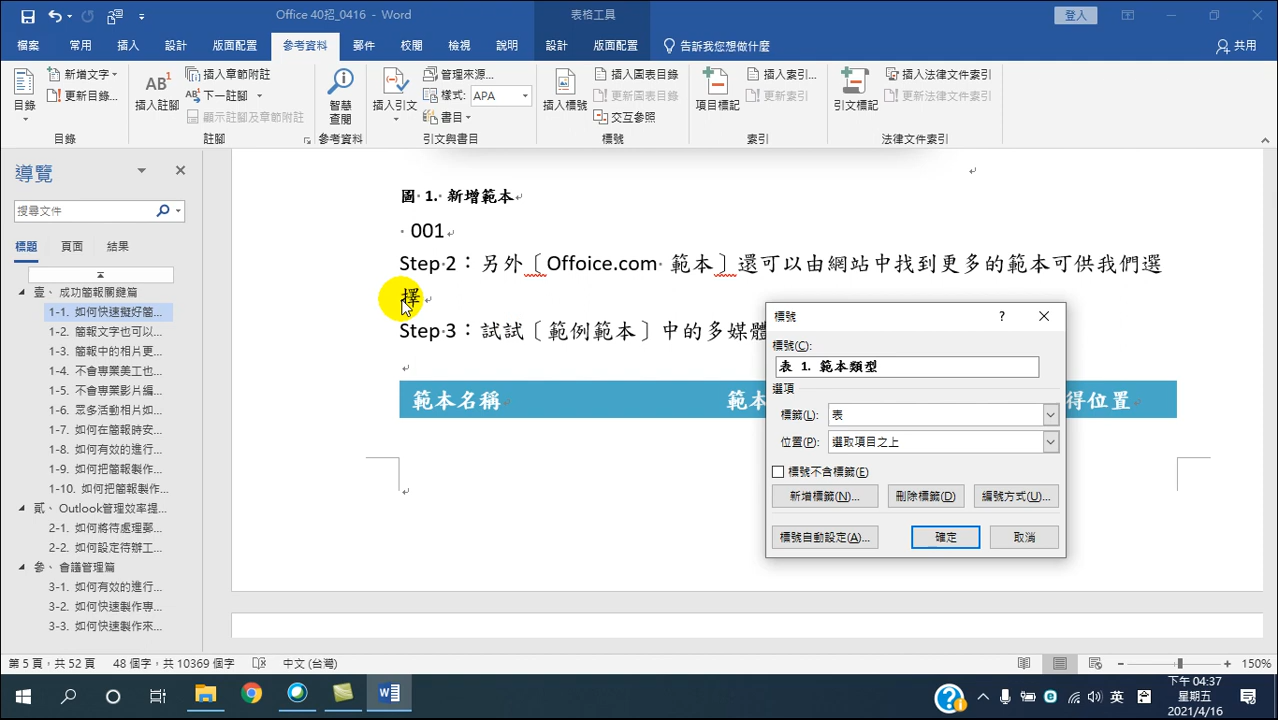 Office 40招_0416 - Word
表格工具
登入
檔案
常用
插入
設計
版面配置
參考資料
郵件
校閱
檢視
說明
設計
版面配置
告訴我您想做什麼
共用
目錄
新增文字
更新目錄...
目錄
AB1
插入註腳
插入章節附註
下一註腳
顯示註腳及章節附註
註腳
智慧查閱
參考資料
插入引文
管理來源...
樣式: APA
書目
引文與書目
插入標號
插入圖表目錄
更新圖表目錄
交互參照
標號
項目標記
插入索引...
更新索引
索引
引文標記
插入法律文件索引
更新法律文件索引
法律文件索引
導覽
搜尋文件
標題
頁面
結果
壹、 成功簡報關鍵篇
1-1. 如何快速擬好簡...
1-2. 簡報文字也可以...
1-3. 簡報中的相片更...
1-4. 不會專業美工也...
1-5. 不會專業影片編...
1-6. 眾多活動相片如...
1-7. 如何在簡報時安...
1-8. 如何有效的進行...
1-9. 如何把簡報製作...
1-10. 如何把簡報製作...
貳、 Outlook管理效率提...
2-1. 如何將待處理郵...
2-2. 如何設定待辦工...
參、 會議管理篇
3-1. 如何有效的進行...
3-2. 如何快速製作專...
3-3. 如何快速製作來...
圖 1. 新增範本
001
Step 2：另外〔Offoice.com 範本〕還可以由網站中找到更多的範本可供我們選
擇
Step 3：試試〔範例範本〕中的多媒體
範本名稱
範本
得位置
標號
?
標號(C):
表 1. 範本類型
選項
標籤(L): 表
位置(P): 選取項目之上
標號不含標籤(E)
新增標籤(N)...
刪除標籤(D)
編號方式(U)...
標號自動設定(A)...
確定
取消
第 5 頁，共 52 頁
48 個字，共 10369 個字
中文 (台灣)
150%
英
下午 04:37
星期五
2021/4/16